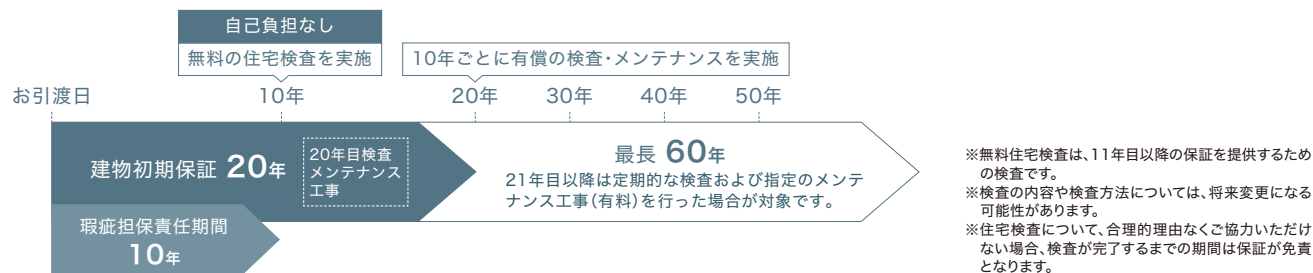 自己負担なし
無料の住宅検査を実施
10年ごとに有償の検査・メンテナンスを実施
お引渡日
10年
20年
30年
40年
50年
建物初期保証 20年
20年目検査
メンテナンス
工事
最長 60年
21年目以降は定期的な検査および指定のメンテ
ナンス工事(有料)を行った場合が対象です。
瑕疵担保責任期間
10年
※無料住宅検査は、11年目以降の保証を提供するため
の検査です。
※検査の内容や検査方法については、将来変更になる
可能性があります。
※住宅検査について、合理的理由なくご協力いただけ
ない場合、検査が完了するまでの期間は保証が免責
となります。